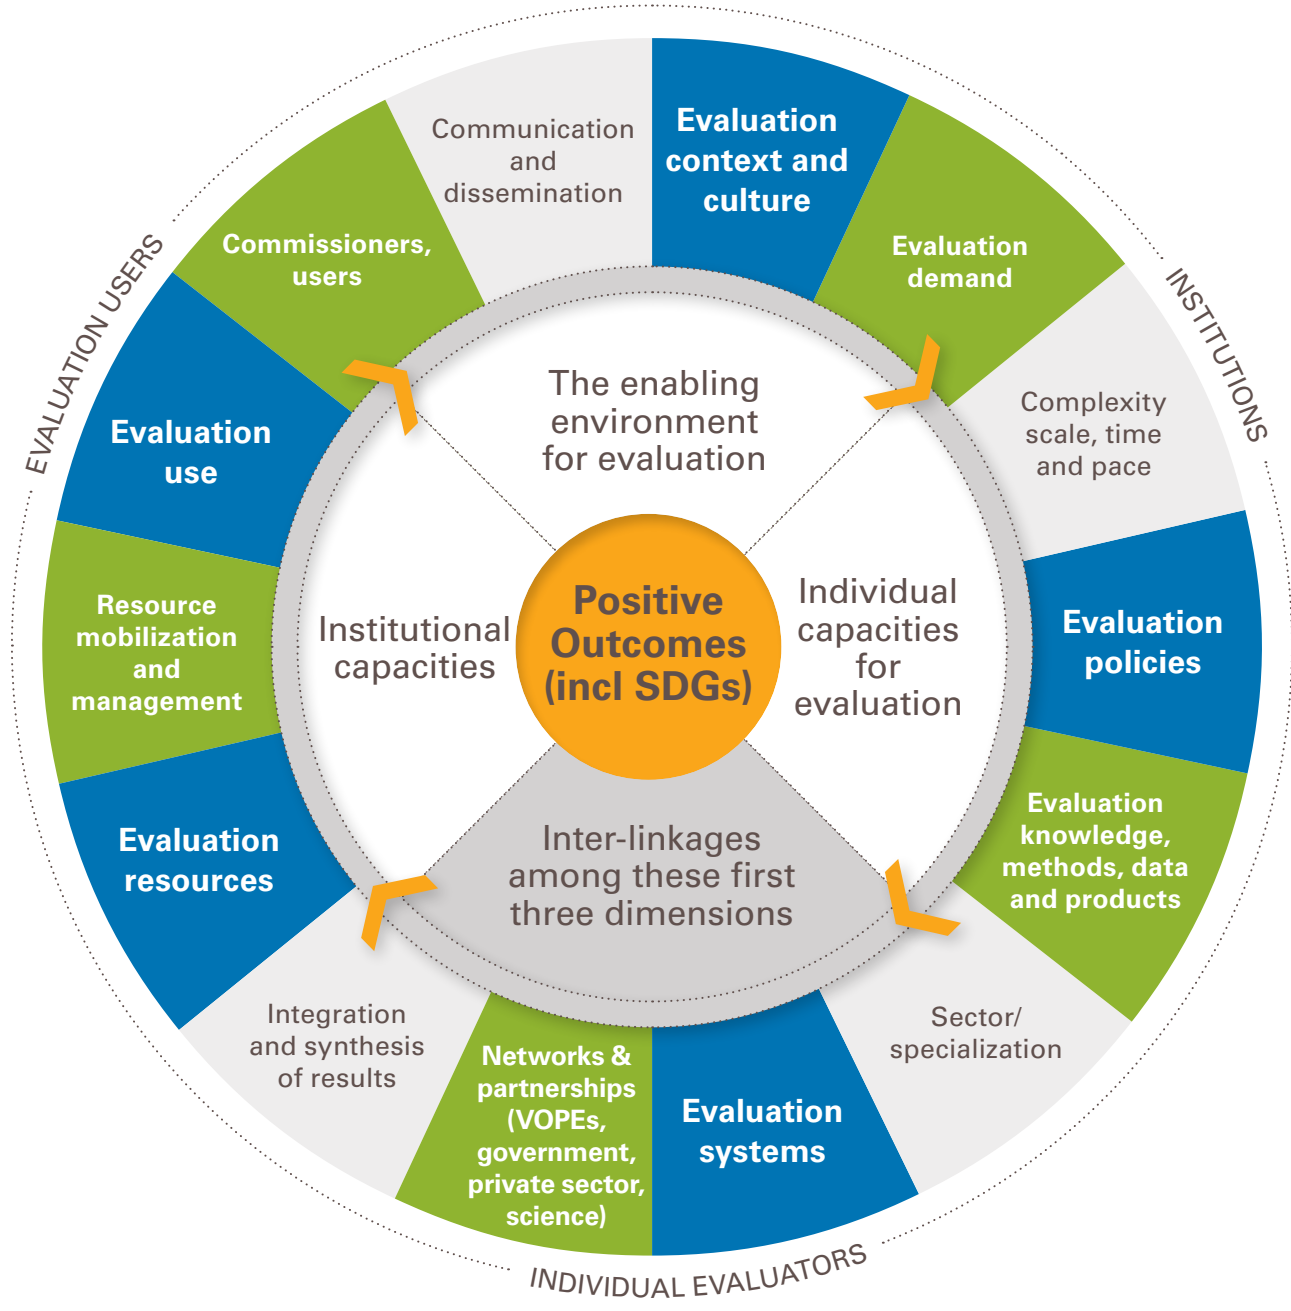 Communication
and
dissemination
Evaluation
context and
culture
Evaluation
demand
Complexity
scale, time
and pace
Evaluation
policies
Evaluation
knowledge,
methods, data
and products
Sector/
specialization
Evaluation
systems
Networks &
partnerships
(VOPEs,
government,
private sector,
science)
Integration
and synthesis
of results
Evaluation
resources
Resource
mobilization
and
management
Evaluation
use
Commissioners,
users
EVALUATION USERS
INSTITUTIONS
INDIVIDUAL EVALUATORS
The enabling
environment
for evaluation
Individual
capacities
for
evaluation
Inter-linkages
among these first
three dimensions
Institutional
capacities
Positive
Outcomes
(incl SDGs)